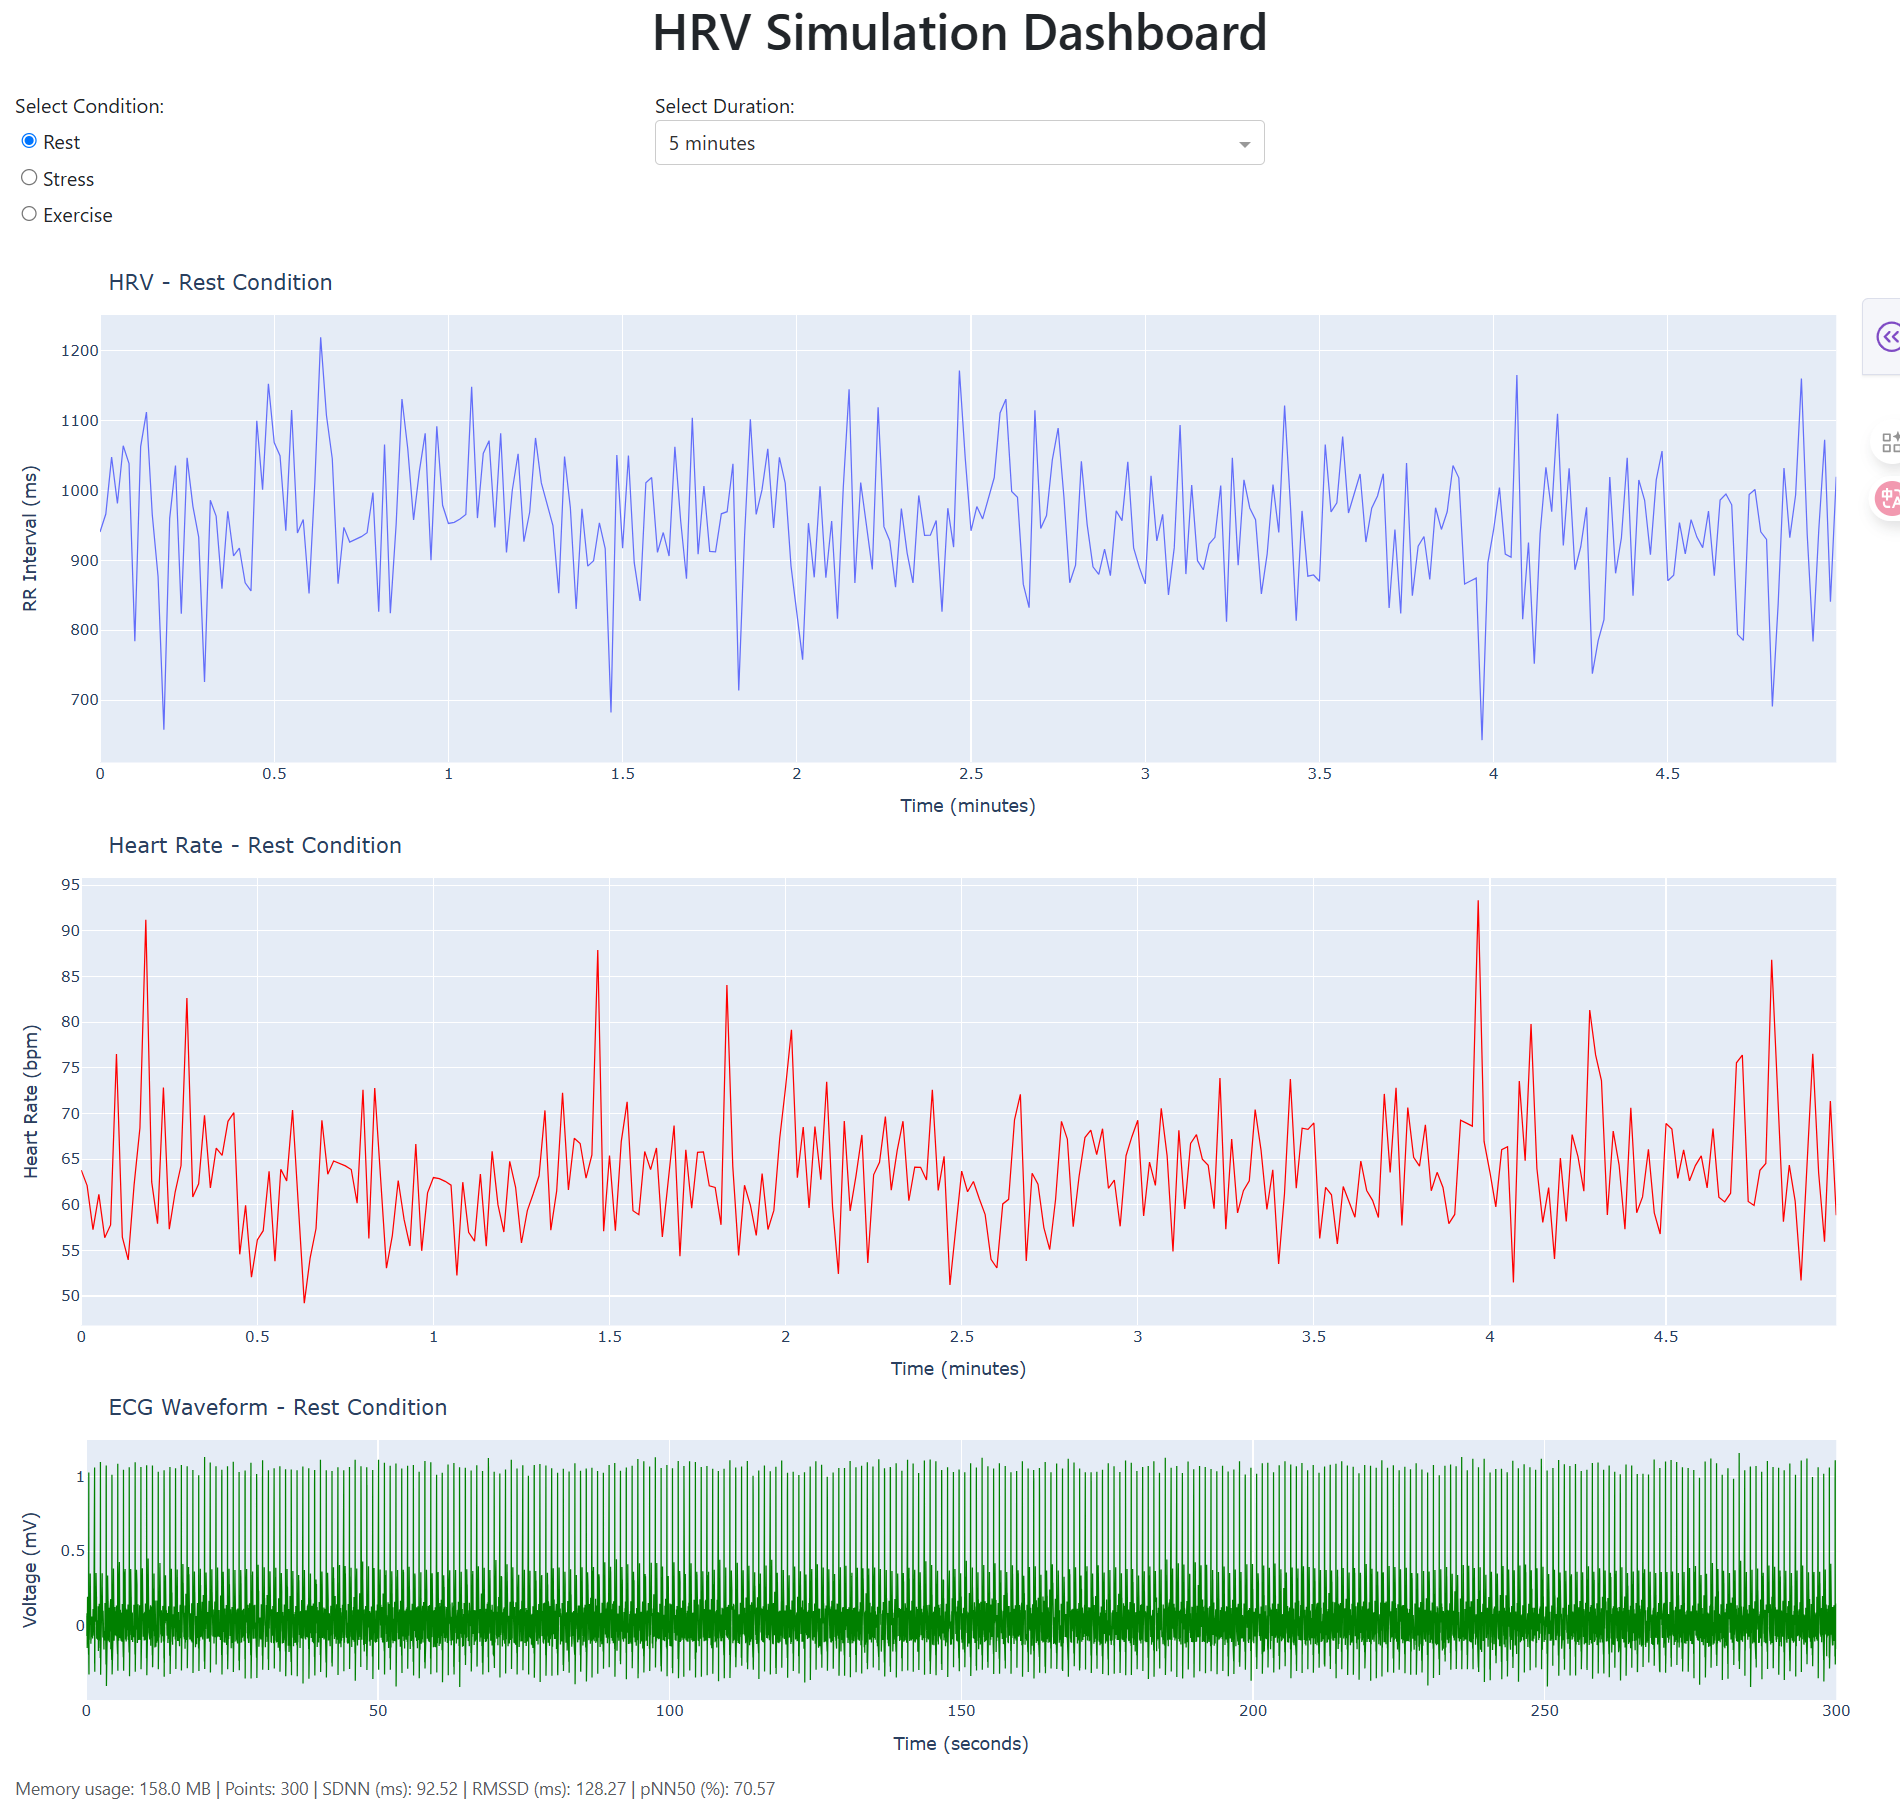 HRV Simulation Dashboard
Select Condition:
Select Duration:
Rest
5 minutes
Stress
Exercise
HRV - Rest Condition
1200
1100
1000
900
800
700
RR Interval (ms)
0 0.5 1 1.5 2 2.5 3 3.5 4 4.5
Time (minutes)
Heart Rate - Rest Condition
95
90
85
80
75
70
65
60
55
50
Heart Rate (bpm)
0 0.5 1 1.5 2 2.5 3 3.5 4 4.5
Time (minutes)
ECG Waveform - Rest Condition
1
0.5
0
Voltage (mV)
0 50 100 150 200 250 300
Time (seconds)
Memory usage: 158.0 MB | Points: 300 | SDNN (ms): 92.52 | RMSSD (ms): 128.27 | pNN50 (%): 70.57